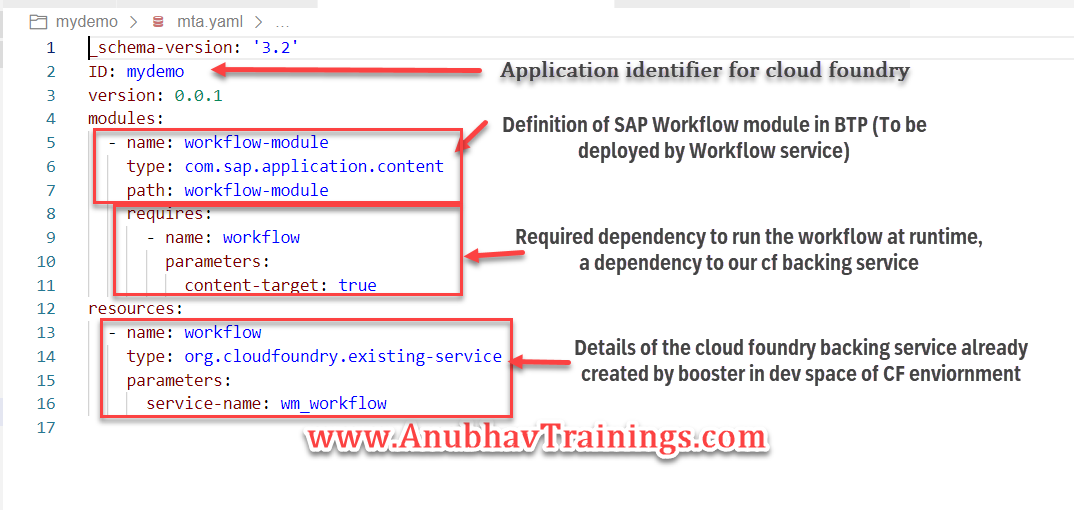 mydemo > mta.yaml > ...
1 _schema-version: '3.2'
2 ID: mydemo
Application identifier for cloud foundry
3 version: 0.0.1
4 modules:
5 - name: workflow-module
6 type: com.sap.application.content
7 path: workflow-module
Definition of SAP Workflow module in BTP (To be
deployed by Workflow service)
8 requires:
9 - name: workflow
10 parameters:
11 content-target: true
Required dependency to run the workflow at runtime,
a dependency to our cf backing service
12 resources:
13 - name: workflow
14 type: org.cloudfoundry.existing-service
15 parameters:
16 service-name: wm_workflow
Details of the cloud foundry backing service already
created by booster in dev space of CF enviornment
17
www.AnubhavTrainings.com